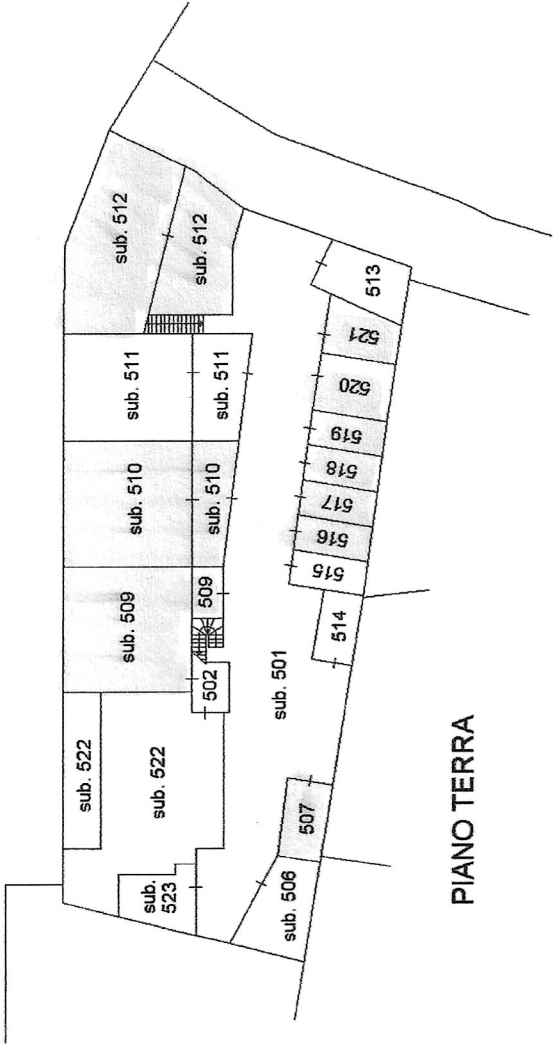 sub. 512
sub. 512
sub. 511
sub. 511
sub. 510
sub. 510
sub. 509
509
502
sub. 522
sub. 522
sub.
523
sub. 501
sub. 506
507
514
515
516
517
518
519
520
521
513
PIANO TERRA